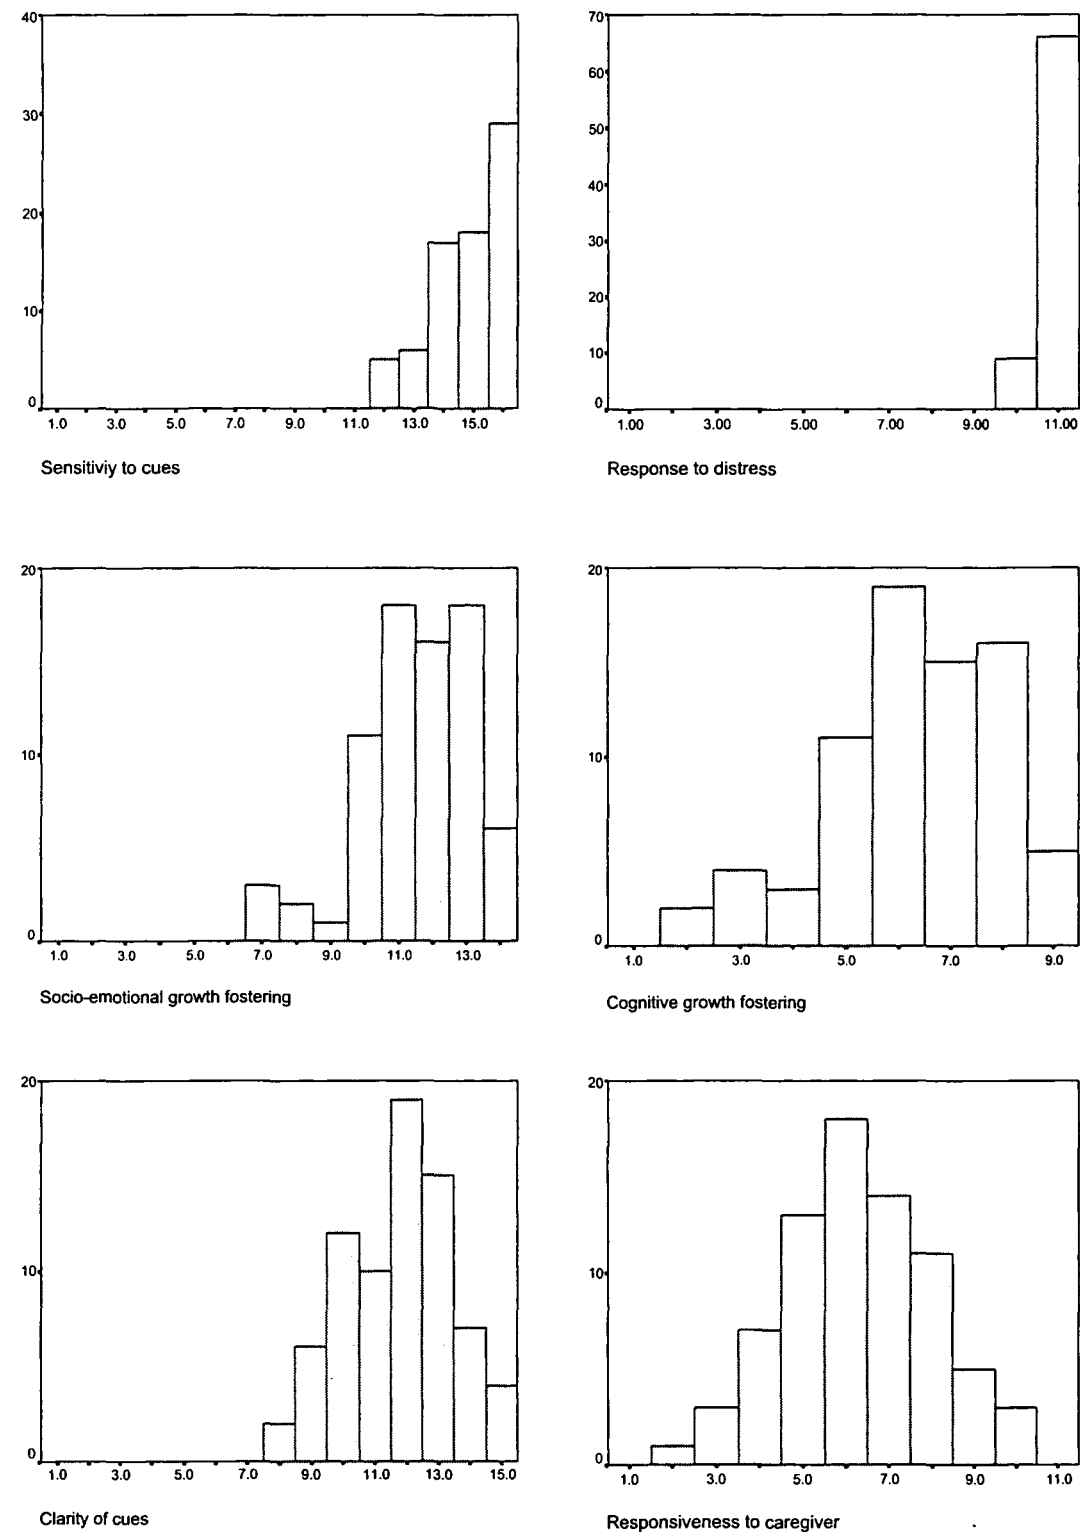 40
30
20
10
0
1.0 3.0 5.0 7.0 9.0 11.0 13.0 15.0
Sensitiviy to cues
70
60
50
40
30
20
10
0
1.00 3.00 5.00 7.00 9.00 11.00
Response to distress
20
10
0
1.0 3.0 5.0 7.0 9.0 11.0 13.0
Socio-emotional growth fostering
20
10
0
1.0 3.0 5.0 7.0 9.0
Cognitive growth fostering
20
10
0
1.0 3.0 5.0 7.0 9.0 11.0 13.0 15.0
Clarity of cues
20
10
0
1.0 3.0 5.0 7.0 9.0 11.0
Responsiveness to caregiver